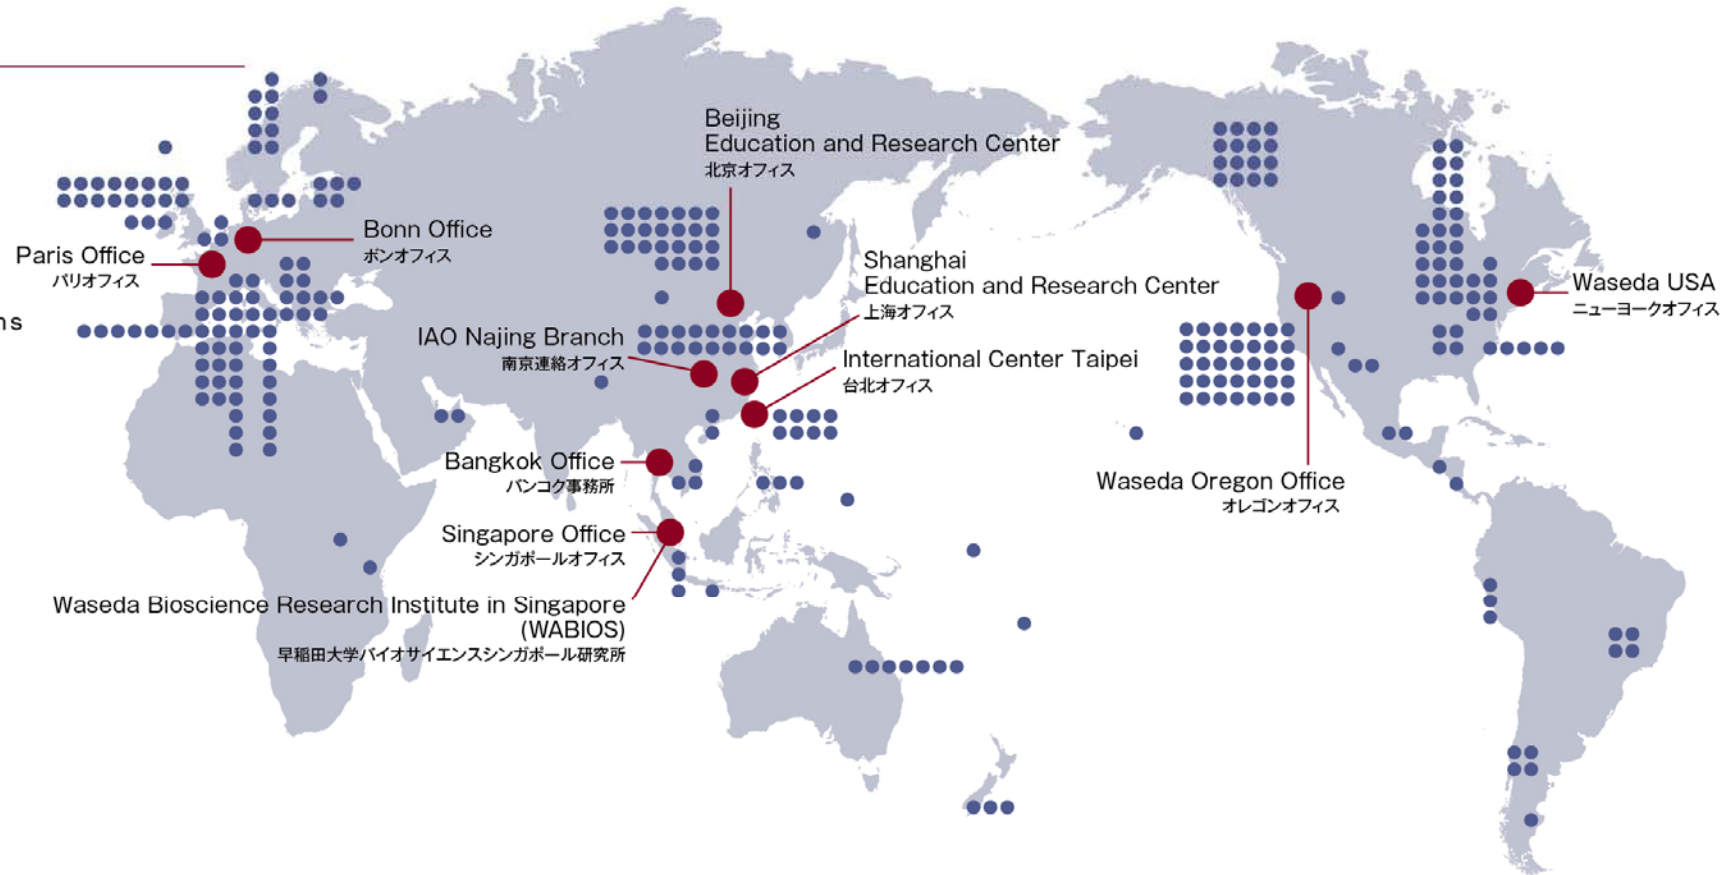 Beijing
Education and Research Center
北京オフィス
Bonn Office
ボンオフィス
Paris Office
パリオフィス
ns
Shanghai
Education and Research Center
上海オフィス
Waseda USA
ニューヨークオフィス
IAO Najing Branch
南京連絡オフィス
International Center Taipei
台北オフィス
Bangkok Office
バンコク事務所
Waseda Oregon Office
オレゴンオフィス
Singapore Office
シンガポールオフィス
Waseda Bioscience Research Institute in Singapore
(WABIOS)
早稲田大学バイオサイエンスシンガポール研究所